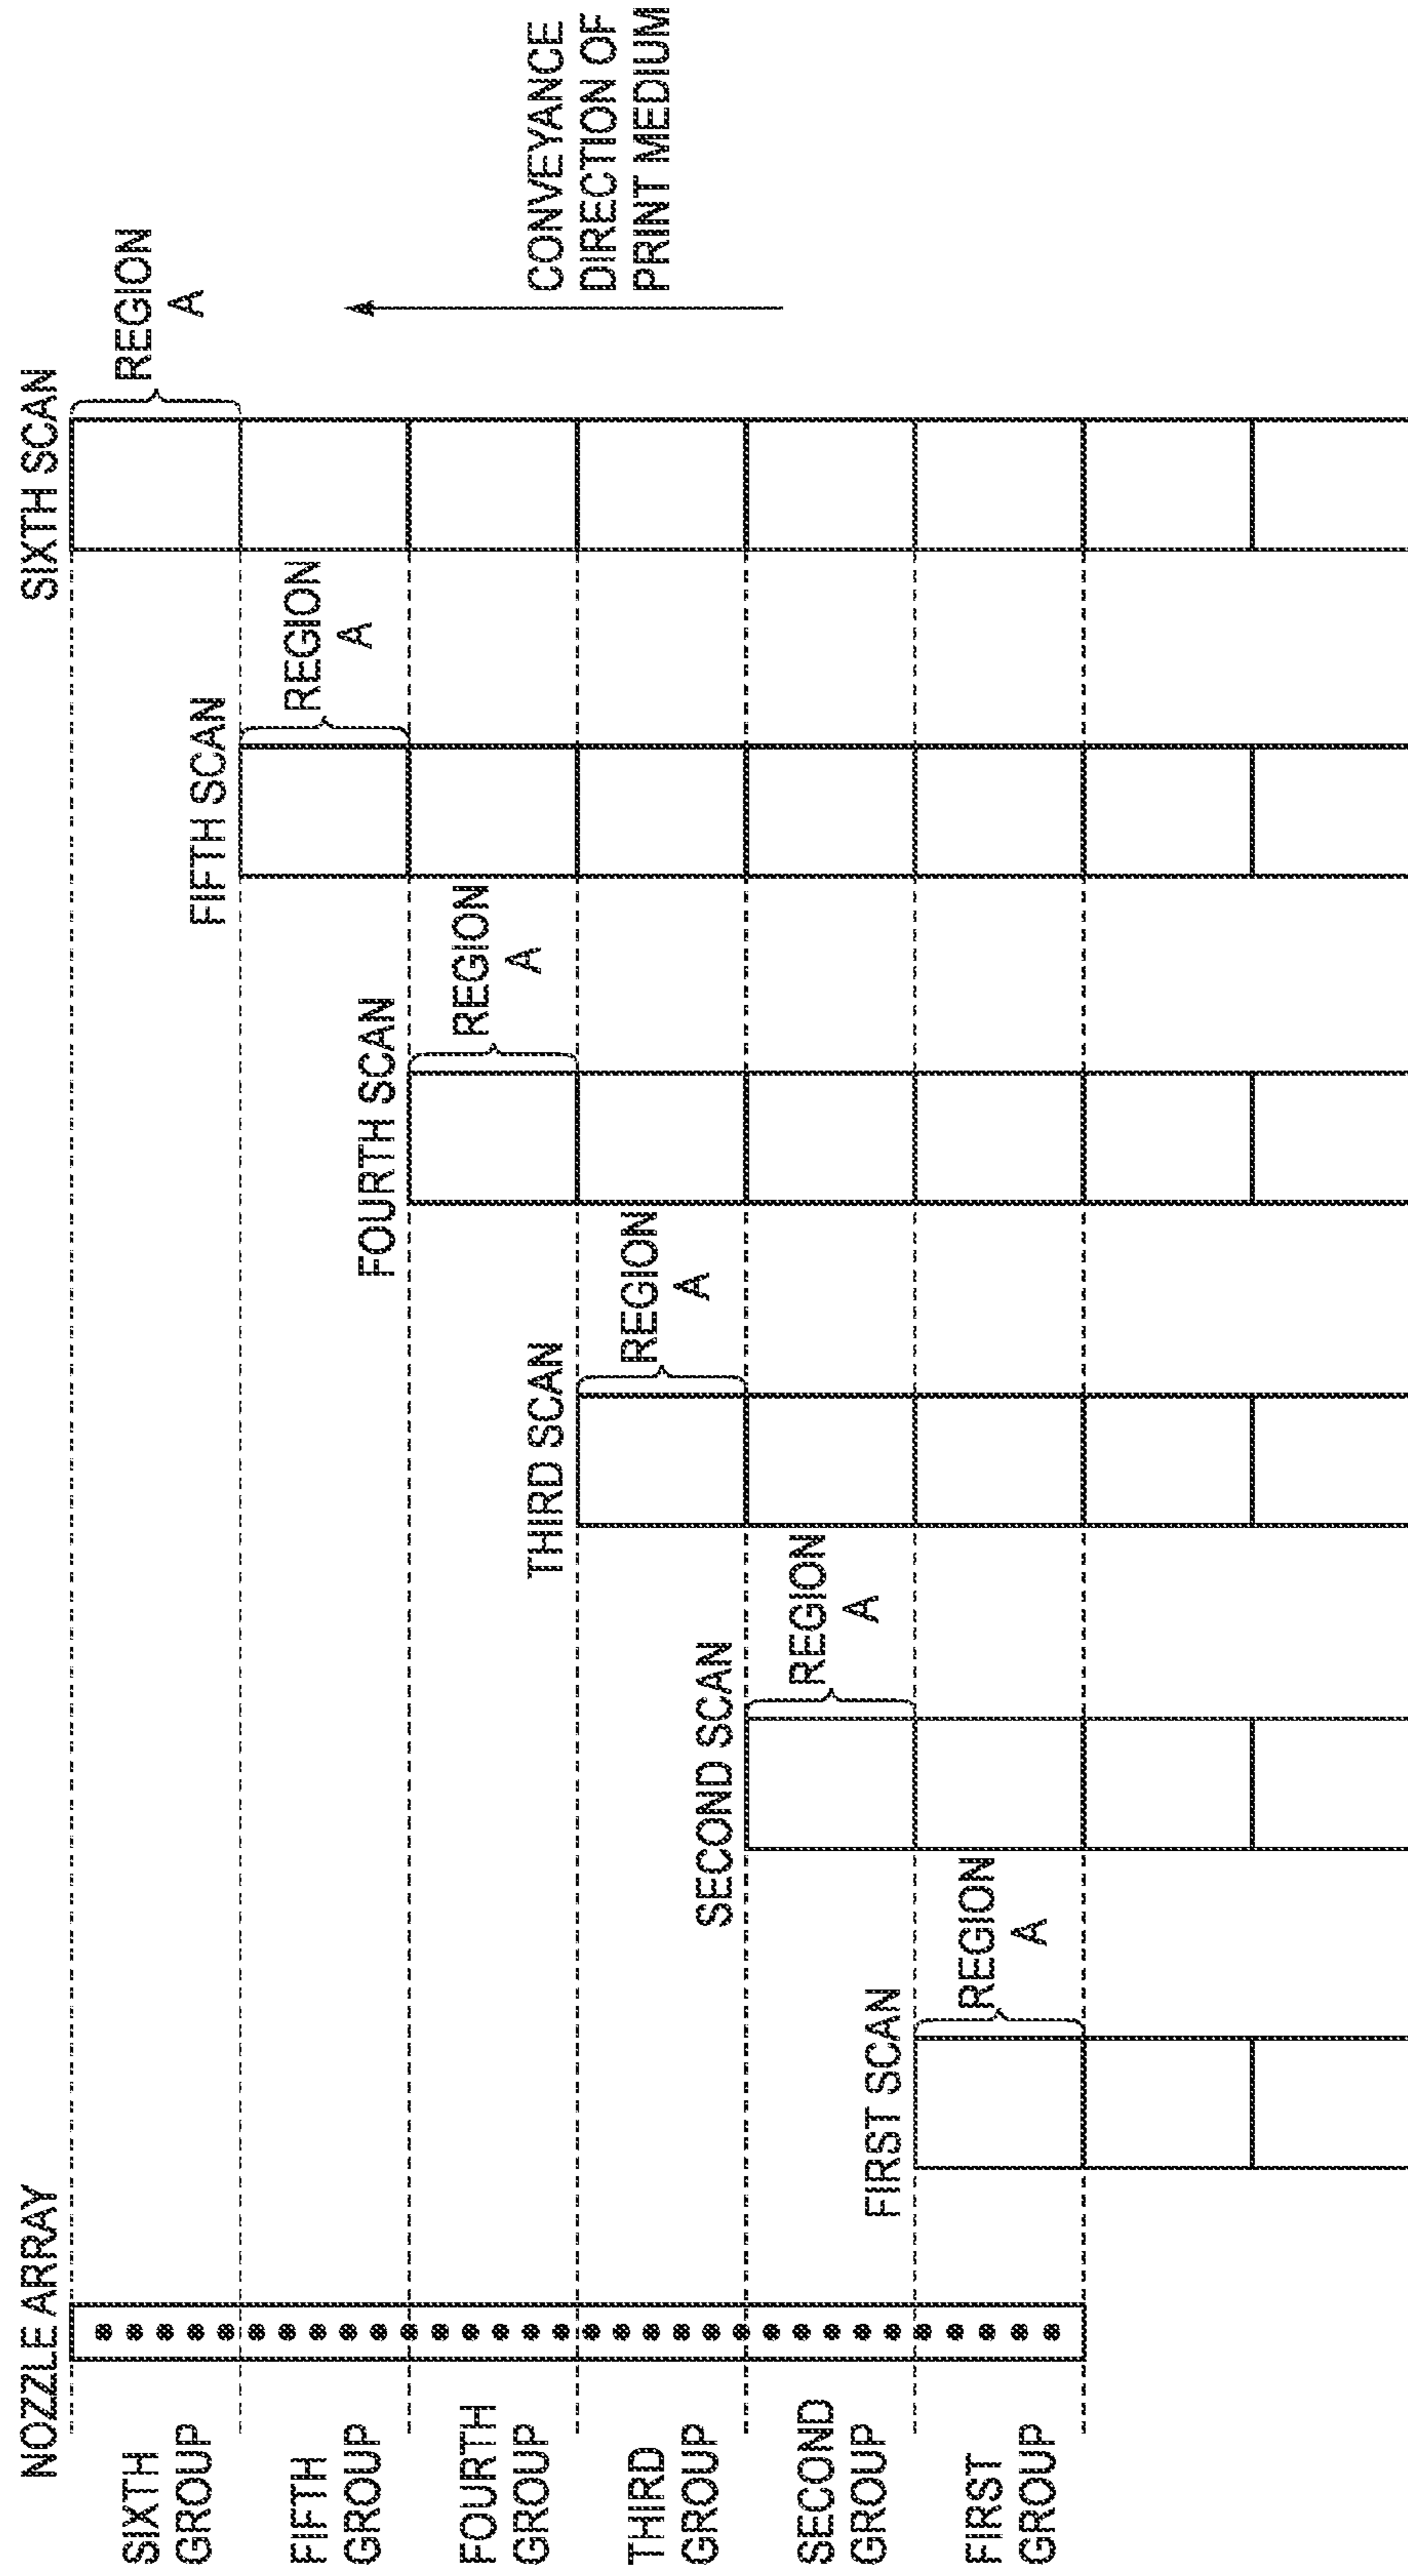 NOZZLE ARRAY
SIXTH
GROUP
FIFTH
GROUP
FOURTH
GROUP
THIRD
GROUP
SECOND
GROUP
FIRST
GROUP
FIRST SCAN
REGION
A
SECOND SCAN
REGION
A
THIRD SCAN
REGION
A
FOURTH SCAN
REGION
A
FIFTH SCAN
REGION
A
SIXTH SCAN
REGION
A
CONVEYANCE
DIRECTION OF
PRINT MEDIUM